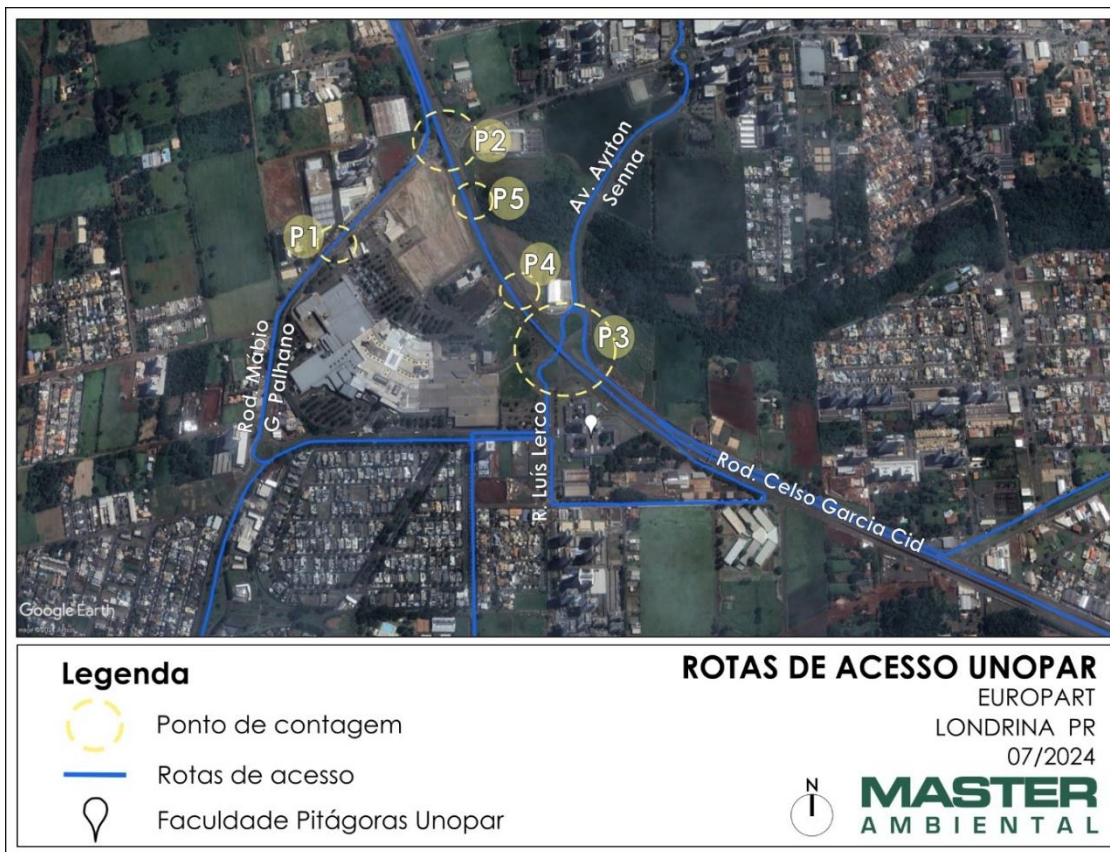 P2
P5
P1
P4
P3
Av. Ayrton
Senna
Rod. Mábio
G. Palhano
R. Luís Lerco
Rod. Celso Garcia Cid
Google Earth
Legenda
Ponto de contagem
Rotas de acesso
Faculdade Pitágoras Unopar
ROTAS DE ACESSO UNOPAR
EUROPART
LONDRINA PR
07/2024
N
MASTER
AMBIENTAL